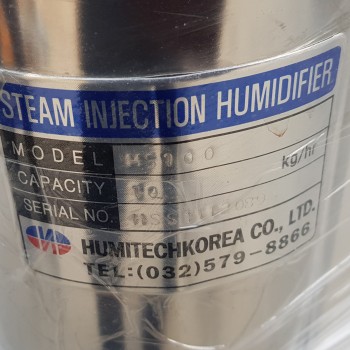 STEAM INJECTION HUMIDIFIER
MODEL
CAPACITY kg/hr
SERIAL NO.
HUMITECHKOREA CO., LTD.
TEL:(032)579-8866